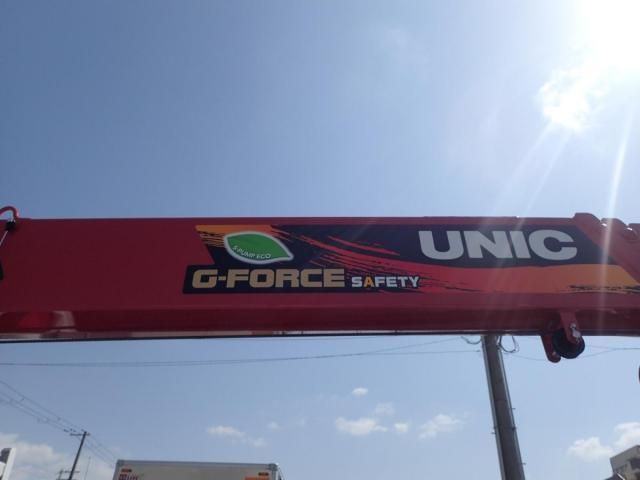 UNIC
S-PUMP ECO
G-FORCE SAFETY